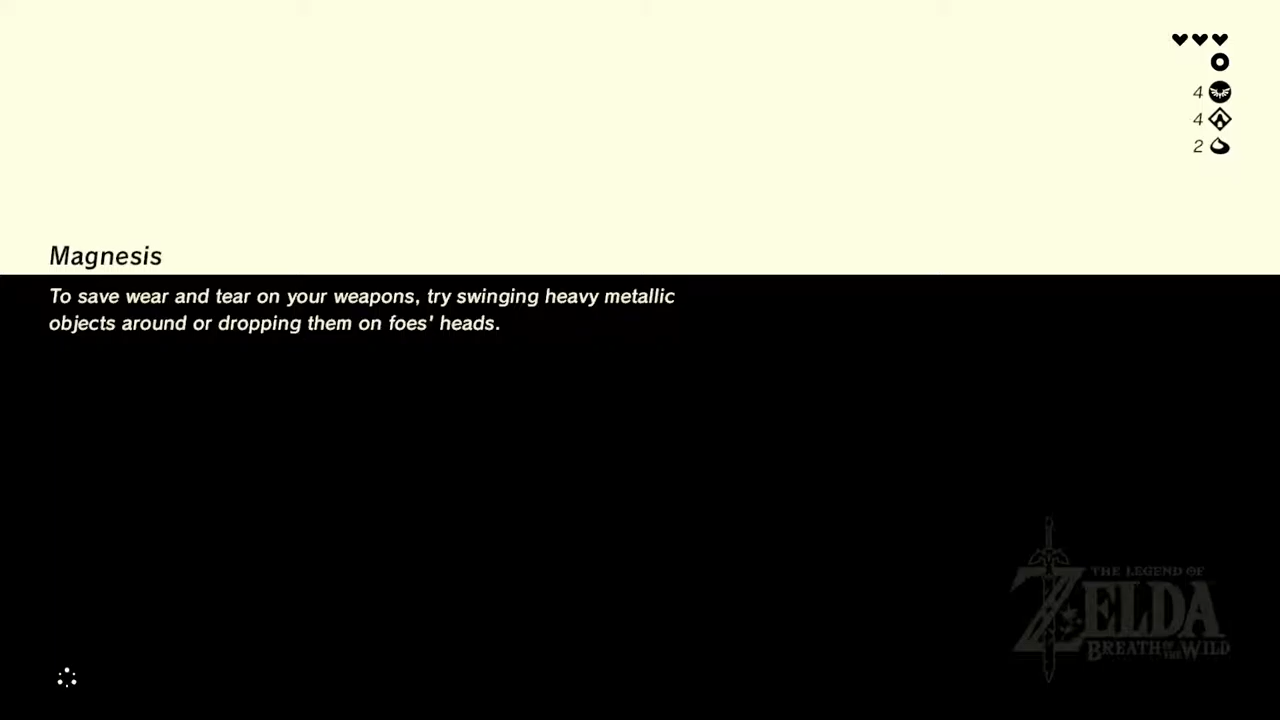 4
4
2
Magnesis
To save wear and tear on your weapons, try swinging heavy metallic
objects around or dropping them on foes' heads.
THE LEGEND OF
ZELDA
BREATH OF THE WILD